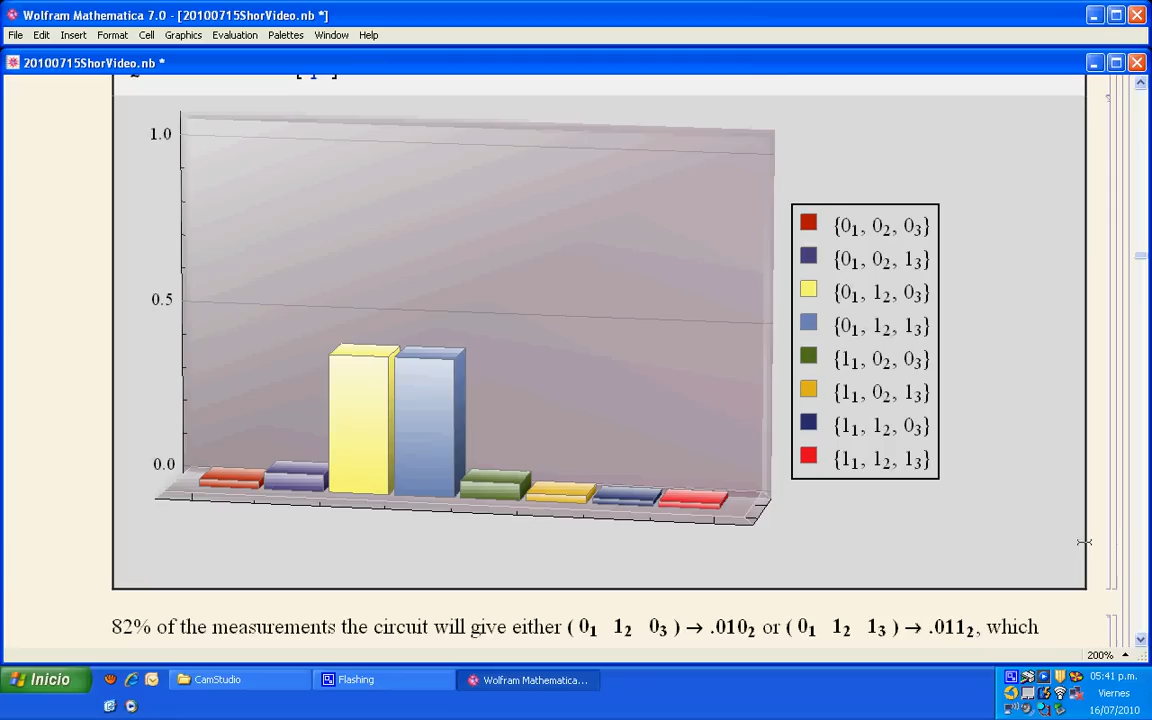 Wolfram Mathematica 7.0 - [20100715ShorVideo.nb *]
File Edit Insert Format Cell Graphics Evaluation Palettes Window Help
20100715ShorVideo.nb *
1.0
0.5
0.0
{0₁, 0₂, 0₃}
{0₁, 0₂, 1₃}
{0₁, 1₂, 0₃}
{0₁, 1₂, 1₃}
{1₁, 0₂, 0₃}
{1₁, 0₂, 1₃}
{1₁, 1₂, 0₃}
{1₁, 1₂, 1₃}
82% of the measurements the circuit will give either ( 0₁ 1₂ 0₃ ) → .010₂ or ( 0₁ 1₂ 1₃ ) → .011₂, which
200%
Inicio CamStudio Flashing Wolfram Mathematica...
05:41 p.m.
Viernes
16/07/2010